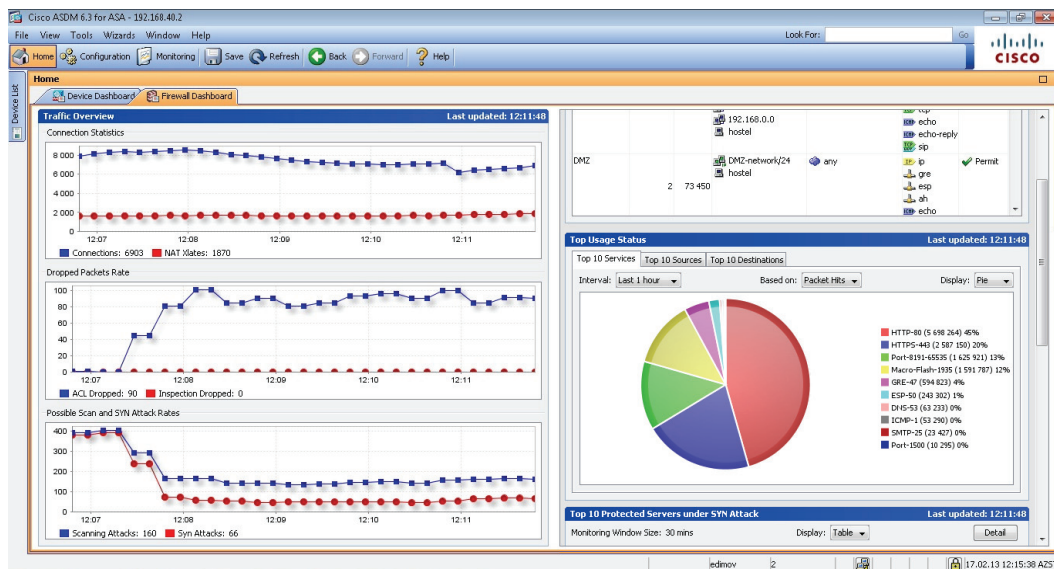 Cisco ASDM 6.3 for ASA - 192.168.40.2
File View Tools Wizards Window Help
Look For:
Go
Home Configuration Monitoring Save Refresh Back Forward Help
CISCO
Device List
Home
Device Dashboard Firewall Dashboard
Traffic Overview Last updated: 12:11:48
Connection Statistics
8 000
6 000
4 000
2 000
0
12:07 12:08 12:09 12:10 12:11
Connections: 6903 NAT Xlates: 1870
Dropped Packets Rate
100
80
60
40
20
0
12:07 12:08 12:09 12:10 12:11
ACL Dropped: 90 Inspection Dropped: 0
Possible Scan and SYN Attack Rates
400
300
200
100
0
12:07 12:08 12:09 12:10 12:11
Scanning Attacks: 160 Syn Attacks: 66
192.168.0.0 echo
hostel echo-reply
sip
DMZ DMZ-network/24 any ip Permit
hostel gre
2 73 450 esp
ah
echo
Top Usage Status Last updated: 12:11:48
Top 10 Services Top 10 Sources Top 10 Destinations
Interval: Last 1 hour Based on: Packet Hits Display: Pie
HTTP-80 (5 698 264) 45%
HTTPS-443 (2 587 150) 20%
Port-8191-65535 (1 625 921) 13%
Macro-Flash-1935 (1 591 787) 12%
GRE-47 (594 823) 4%
ESP-50 (243 302) 1%
DNS-53 (63 233) 0%
ICMP-1 (53 290) 0%
SMTP-25 (23 427) 0%
Port-1500 (10 295) 0%
Top 10 Protected Servers under SYN Attack Last updated: 12:11:48
Monitoring Window Size: 30 mins Display: Table Detail
edimov 2 17.02.13 12:15:38 AZS